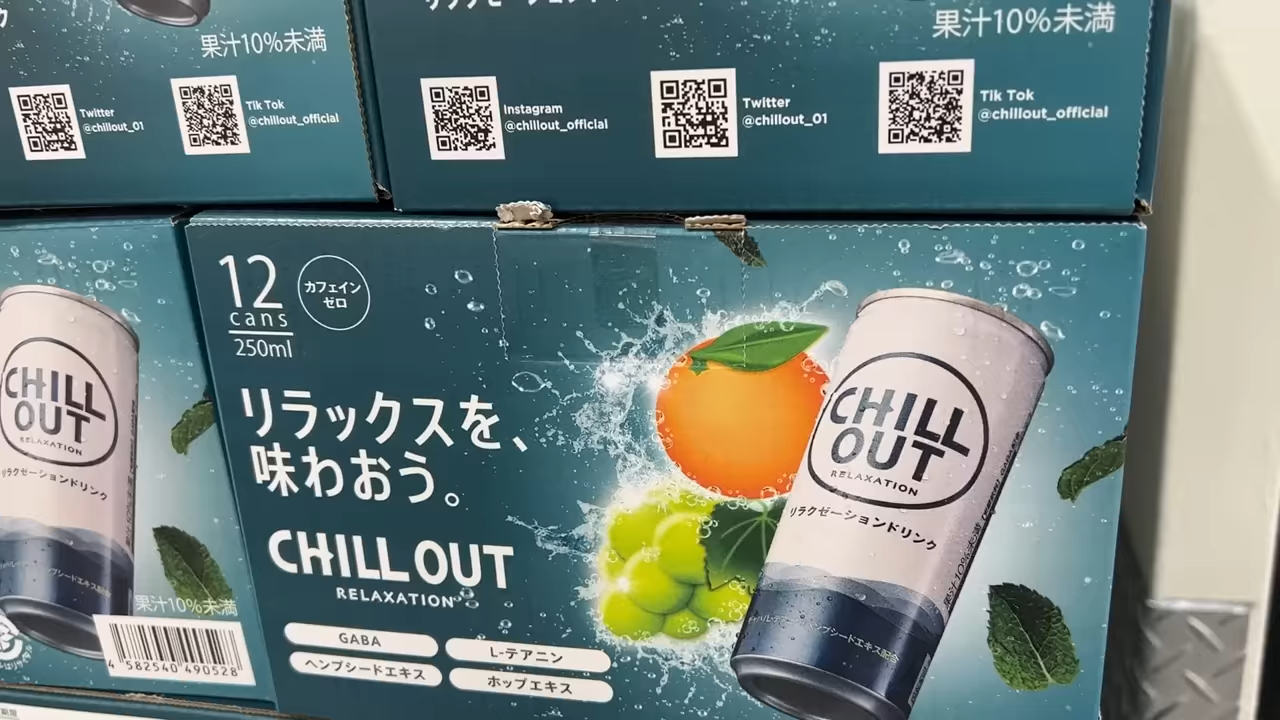 果汁10%未満
Twitter
@chillout_01
Tik Tok
@chillout_official
果汁10%未満
Instagram
@chillout_official
Twitter
@chillout_01
Tik Tok
@chillout_official
CHILL
OUT
RELAXATION
リラクゼーションドリンク
果汁10%未満
4 582540 490528
12
cans
250ml
カフェイン
ゼロ
リラックスを、
味わおう。
CHILL OUT
RELAXATION
GABA
L-テアニン
ヘンプシードエキス
ホップエキス
CHILL
OUT
RELAXATION
リラクゼーションドリンク